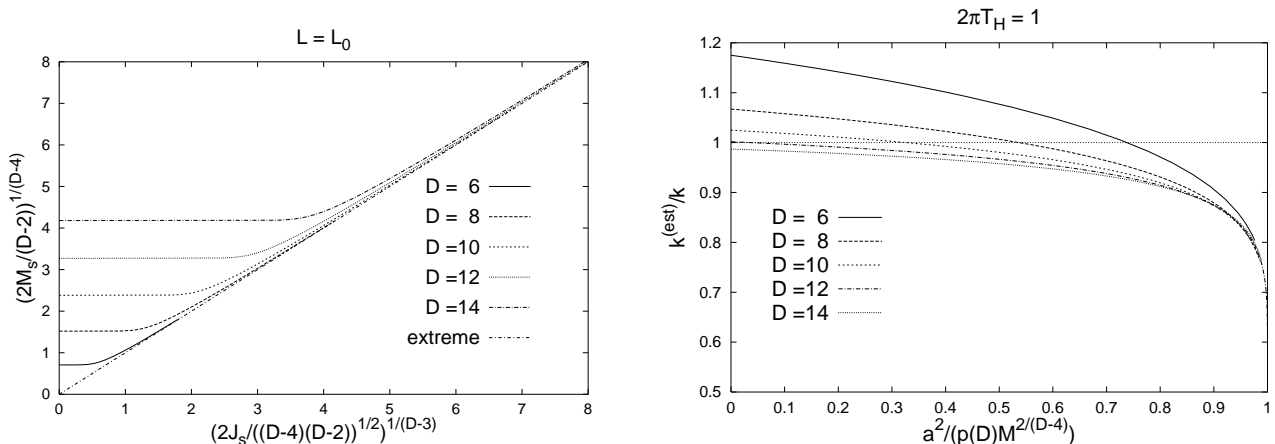 L = L₀
8
7
6
5
4
3
2
1
0
0 1 2 3 4 5 6 7 8
(2Mₛ/(D-2))^{1/(D-4)}
(2Jₛ/((D-4)(D-2))^{1/2})^{1/(D-3)}
D = 6
D = 8
D =10
D =12
D =14
extreme
2πT_H = 1
1.2
1.1
1
0.9
0.8
0.7
0.6
0.5
0 0.1 0.2 0.3 0.4 0.5 0.6 0.7 0.8 0.9 1
k^{(est)}/k
a²/(p(D)M^{2/(D-4)})
D = 6
D = 8
D =10
D =12
D =14